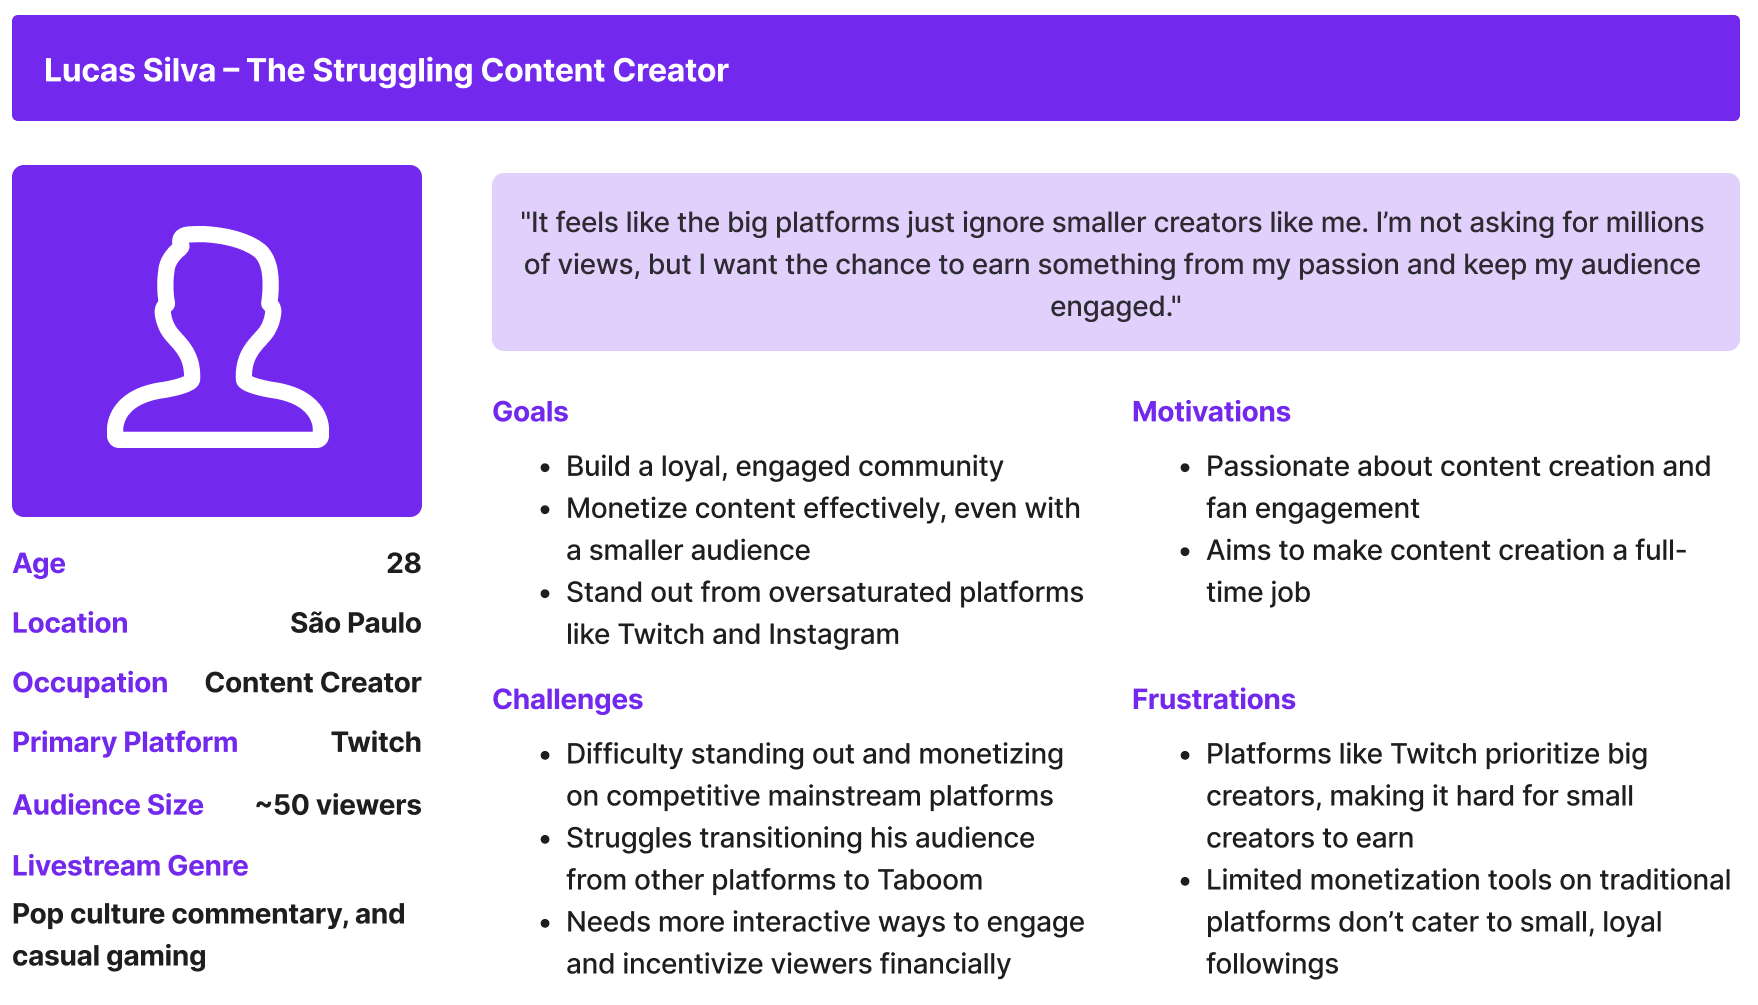 Lucas Silva – The Struggling Content Creator
"It feels like the big platforms just ignore smaller creators like me. I’m not asking for millions
of views, but I want the chance to earn something from my passion and keep my audience
engaged."
Age 28
Location São Paulo
Occupation Content Creator
Primary Platform Twitch
Audience Size ~50 viewers
Livestream Genre
Pop culture commentary, and
casual gaming
Goals
• Build a loyal, engaged community
• Monetize content effectively, even with
a smaller audience
• Stand out from oversaturated platforms
like Twitch and Instagram
Motivations
• Passionate about content creation and
fan engagement
• Aims to make content creation a full-
time job
Challenges
• Difficulty standing out and monetizing
on competitive mainstream platforms
• Struggles transitioning his audience
from other platforms to Taboom
• Needs more interactive ways to engage
and incentivize viewers financially
Frustrations
• Platforms like Twitch prioritize big
creators, making it hard for small
creators to earn
• Limited monetization tools on traditional
platforms don’t cater to small, loyal
followings